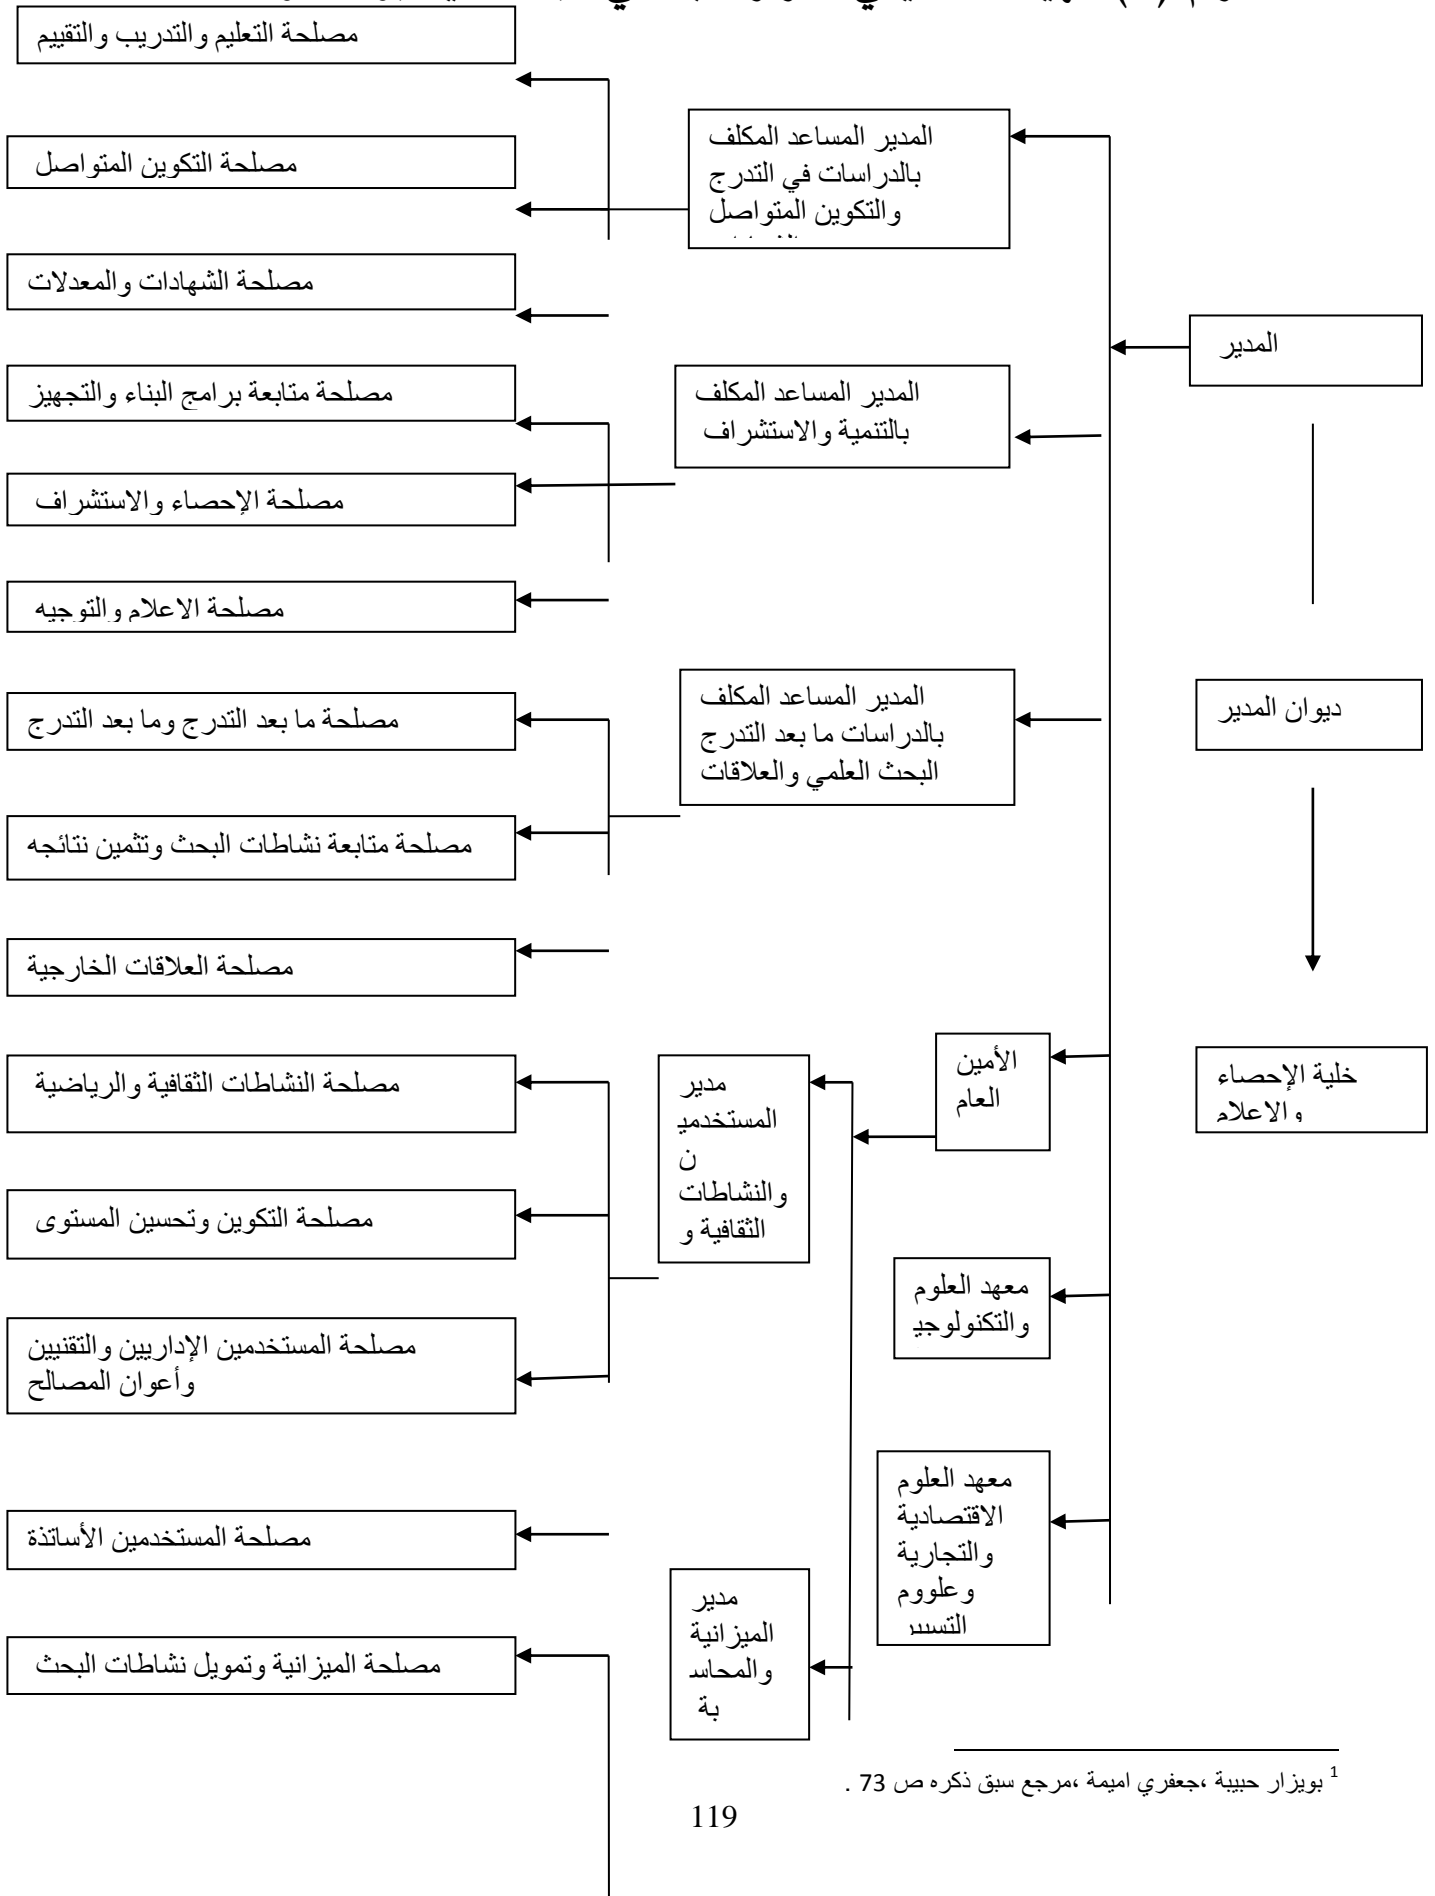 مصلحة التعليم والتدريب والتقييم
المدير المساعد المكلف
بالدراسات في التدرج
والتكوين المتواصل
مصلحة التكوين المتواصل
مصلحة الشهادات والمعدلات
المدير
المدير المساعد المكلف
بالتنمية والاستشراف
مصلحة متابعة برامج البناء والتجهيز
مصلحة الإحصاء والاستشراف
مصلحة الاعلام والتوجيه
ديوان المدير
المدير المساعد المكلف
بالدراسات ما بعد التدرج
البحث العلمي والعلاقات
مصلحة ما بعد التدرج وما بعد التدرج
مصلحة متابعة نشاطات البحث وتثمين نتائجه
مصلحة العلاقات الخارجية
خلية الإحصاء
والاعلام
الأمين
العام
مدير
المستخدمي
ن
والنشاطات
الثقافية و
مصلحة النشاطات الثقافية والرياضية
مصلحة التكوين وتحسين المستوى
مصلحة المستخدمين الإداريين والتقنيين
وأعوان المصالح
معهد العلوم
والتكنولوجي
معهد العلوم
الاقتصادية
والتجارية
وعلووم
التسيير
مصلحة المستخدمين الأساتذة
مدير
الميزانية
والمحاس
بة
مصلحة الميزانية وتمويل نشاطات البحث
1 بويزار حبيبة ،جعفري اميمة ،مرجع سبق ذكره ص 73 .
119